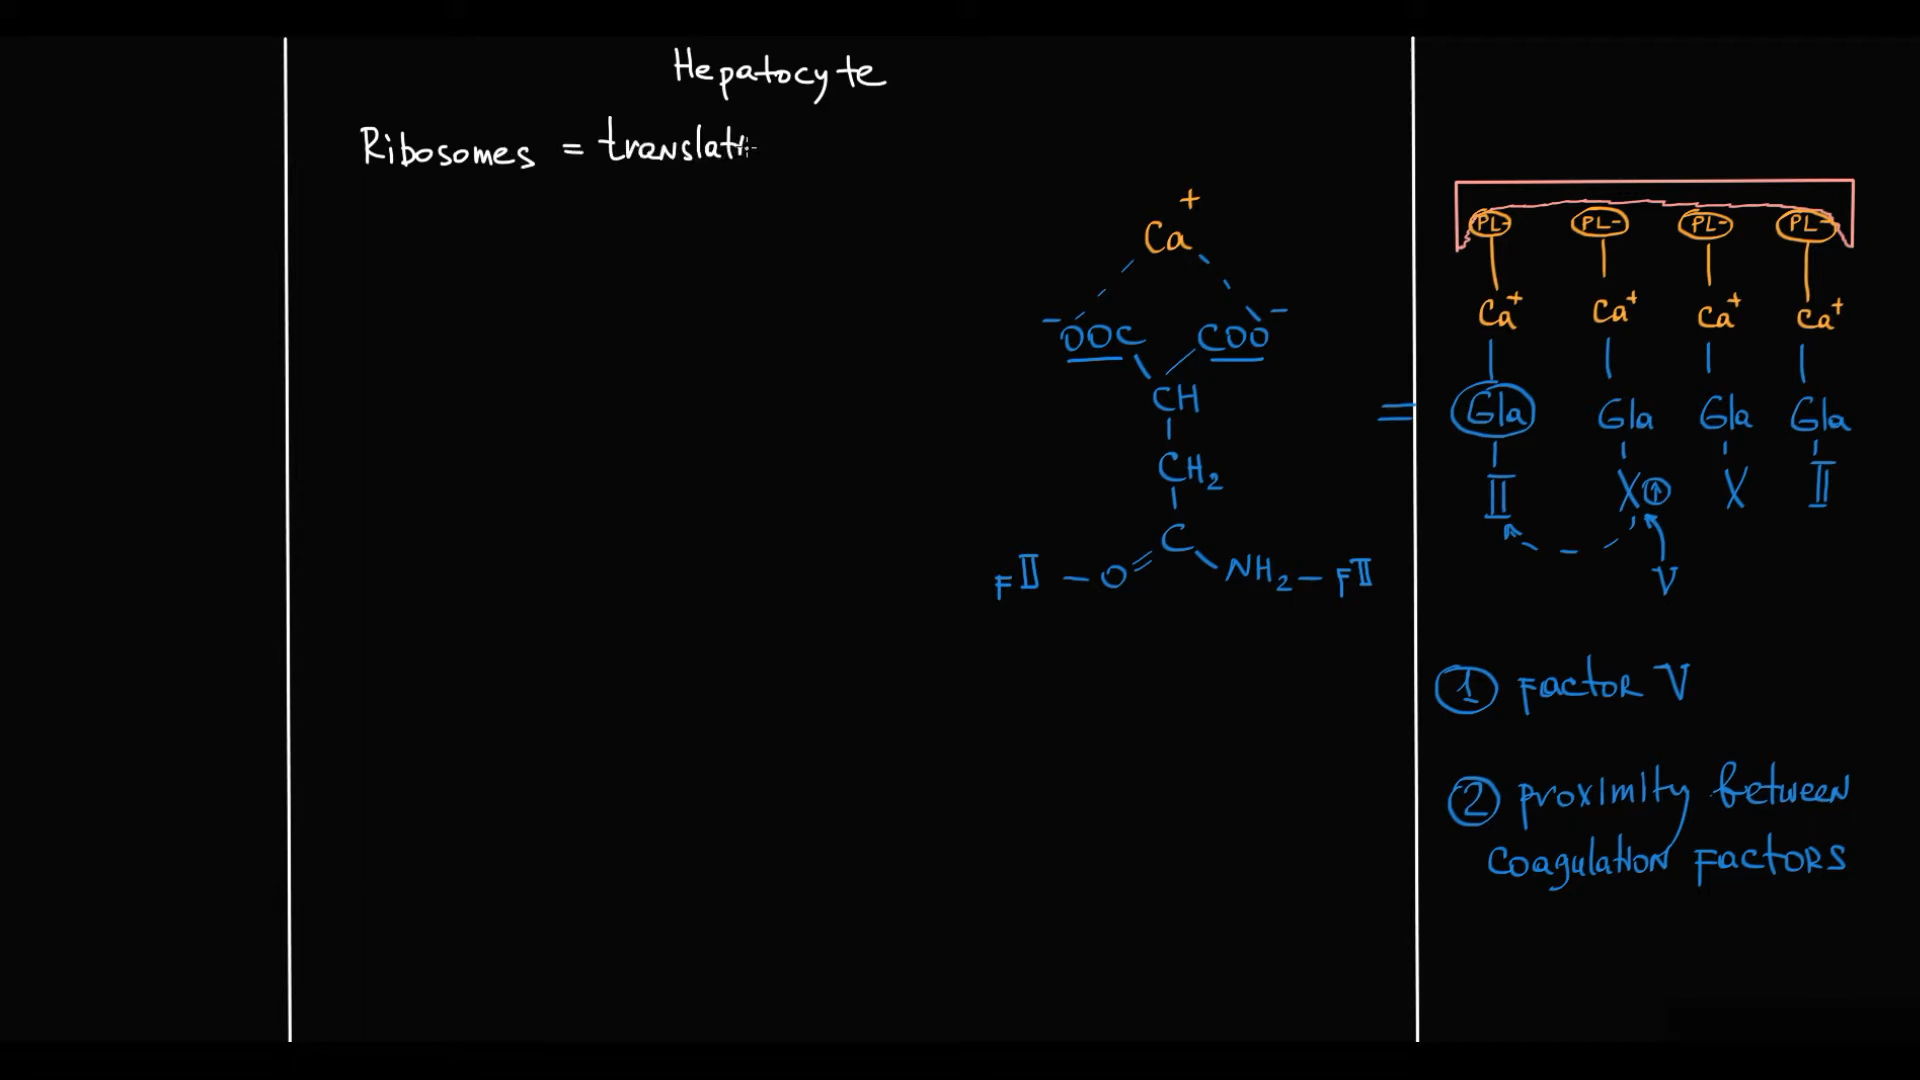 Hepatocyte
Ribosomes = translati
Ca+
-OOC COO-
CH
CH2
C
FII - O = NH2 - FII
=
PL- PL- PL- PL-
Ca+ Ca+ Ca+ Ca+
Gla Gla Gla Gla
II X↑ X II
V
1 Factor V
2 proximity between
coagulation factors